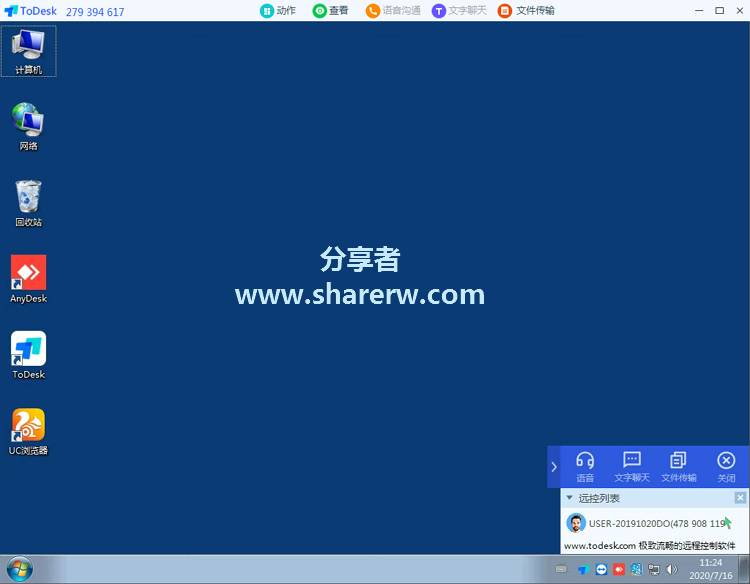 ToDesk 279 394 617 动作 查看 语音沟通 文字聊天 文件传输
计算机
网络
回收站
分享者
www.sharerw.com
AnyDesk
ToDesk
UC浏览器
语音 文字聊天 文件传输 关闭
远控列表
USER-20191020DO(478 908 119
www.todesk.com 极致流畅的远程控制软件
11:24
2020/7/16